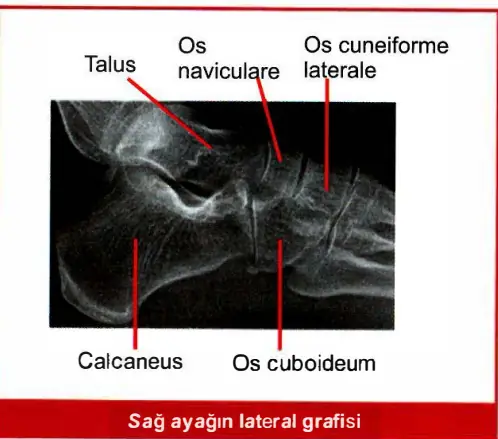 Talus
Os
naviculare
Os cuneiforme
laterale
Calcaneus
Os cuboideum
Sağ ayağın lateral grafisi